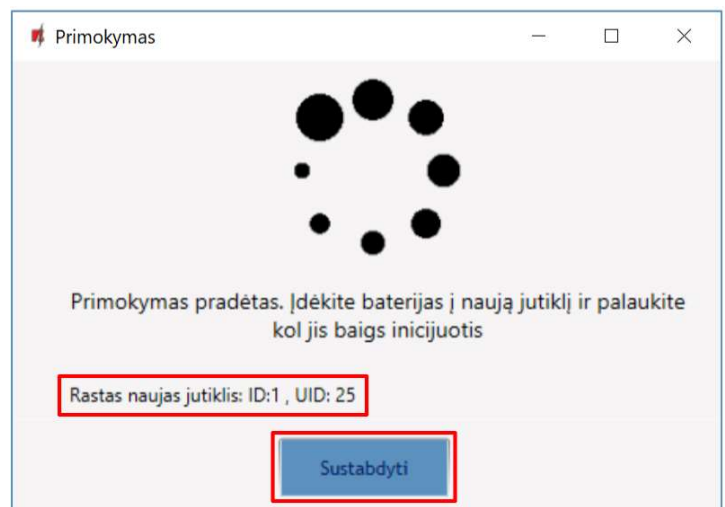 Primokymas
Primokymas pradėtas. Įdėkite baterijas į naują jutiklį ir palaukite
kol jis baigs inicijuotis
Rastas naujas jutiklis: ID:1 , UID: 25
Sustabdyti